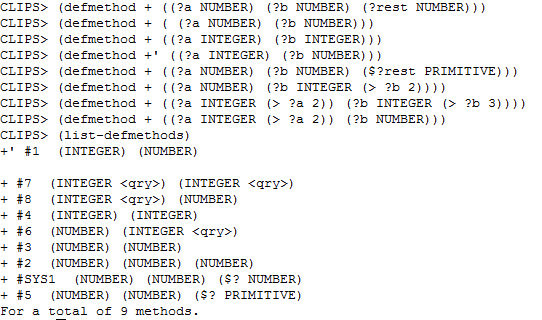 CLIPS> (defmethod + ((?a NUMBER) (?b NUMBER) (?rest NUMBER)))
CLIPS> (defmethod + ( (?a NUMBER) (?b NUMBER)))
CLIPS> (defmethod + ((?a INTEGER) (?b INTEGER)))
CLIPS> (defmethod +' ((?a INTEGER) (?b NUMBER)))
CLIPS> (defmethod + ((?a NUMBER) (?b NUMBER) ($?rest PRIMITIVE)))
CLIPS> (defmethod + ((?a NUMBER) (?b INTEGER (> ?b 2))))
CLIPS> (defmethod + ((?a INTEGER (> ?a 2)) (?b INTEGER (> ?b 3))))
CLIPS> (defmethod + ((?a INTEGER (> ?a 2)) (?b NUMBER)))
CLIPS> (list-defmethods)
+' #1  (INTEGER) (NUMBER)

+ #7  (INTEGER <qry>) (INTEGER <qry>)
+ #8  (INTEGER <qry>) (NUMBER)
+ #4  (INTEGER) (INTEGER)
+ #6  (NUMBER) (INTEGER <qry>)
+ #3  (NUMBER) (NUMBER)
+ #2  (NUMBER) (NUMBER) (NUMBER)
+ #SYS1  (NUMBER) (NUMBER) ($? NUMBER)
+ #5  (NUMBER) (NUMBER) ($? PRIMITIVE)
For a total of 9 methods.